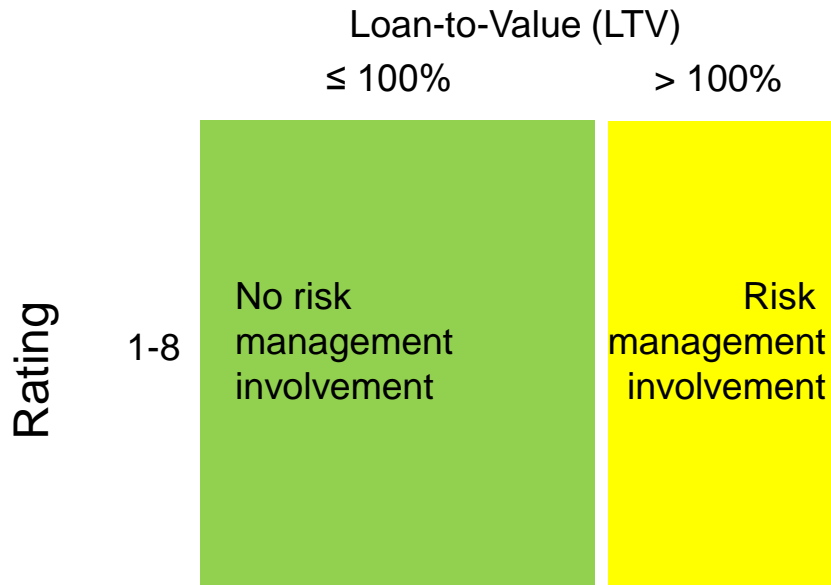 Loan-to-Value (LTV)
≤ 100%
> 100%
Rating
1-8
No risk
management
involvement
Risk
management
involvement